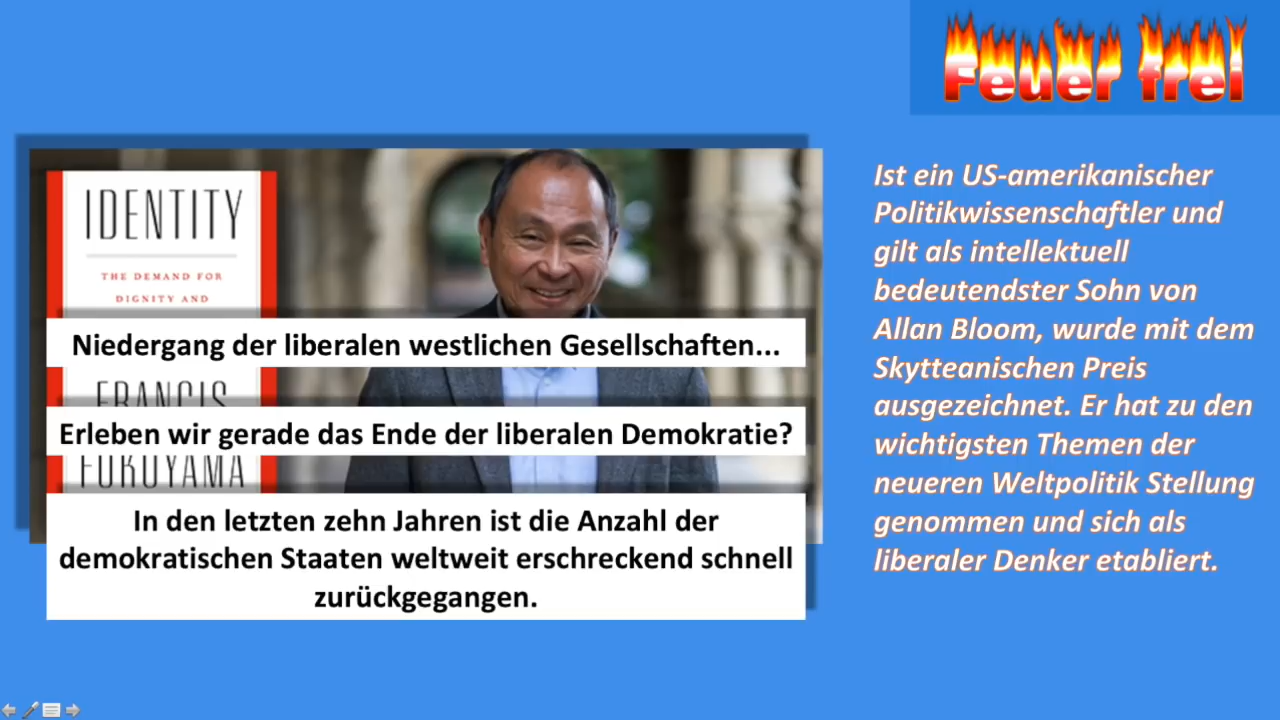 Feuer frei
IDENTITY
THE DEMAND FOR
DIGNITY AND
Niedergang der liberalen westlichen Gesellschaften...
FRANCIS
Erleben wir gerade das Ende der liberalen Demokratie?
FUKUYAMA
In den letzten zehn Jahren ist die Anzahl der
demokratischen Staaten weltweit erschreckend schnell
zurückgegangen.
Ist ein US-amerikanischer
Politikwissenschaftler und
gilt als intellektuell
bedeutendster Sohn von
Allan Bloom, wurde mit dem
Skytteanischen Preis
ausgezeichnet. Er hat zu den
wichtigsten Themen der
neueren Weltpolitik Stellung
genommen und sich als
liberaler Denker etabliert.